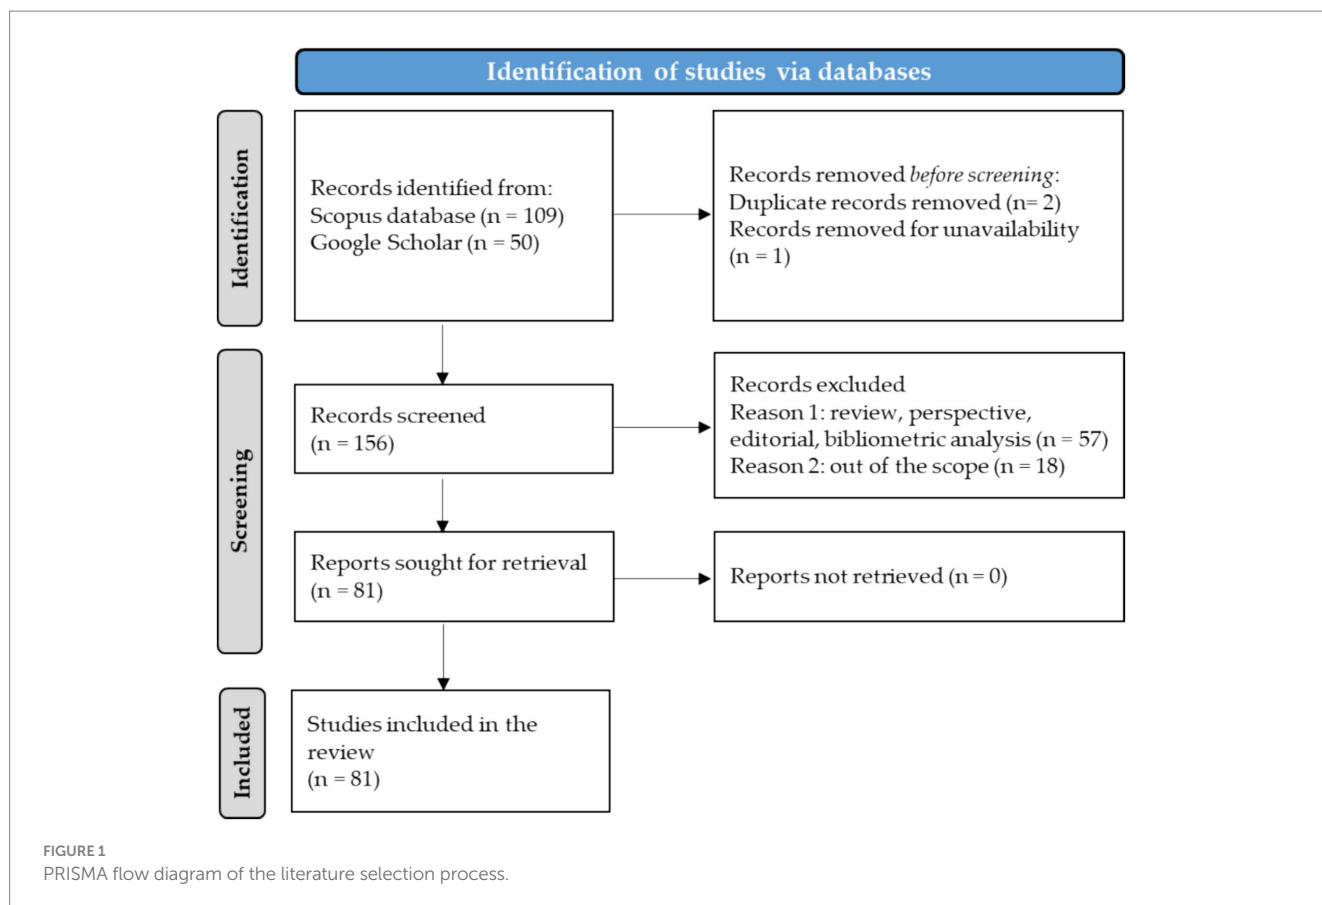 Identification of studies via databases
Identification
Records identified from:
Scopus database (n = 109)
Google Scholar (n = 50)
Records removed before screening:
Duplicate records removed (n= 2)
Records removed for unavailability
(n = 1)
Screening
Records screened
(n = 156)
Records excluded
Reason 1: review, perspective,
editorial, bibliometric analysis (n = 57)
Reason 2: out of the scope (n = 18)
Reports sought for retrieval
(n = 81)
Reports not retrieved (n = 0)
Included
Studies included in the
review
(n = 81)
FIGURE 1
PRISMA flow diagram of the literature selection process.